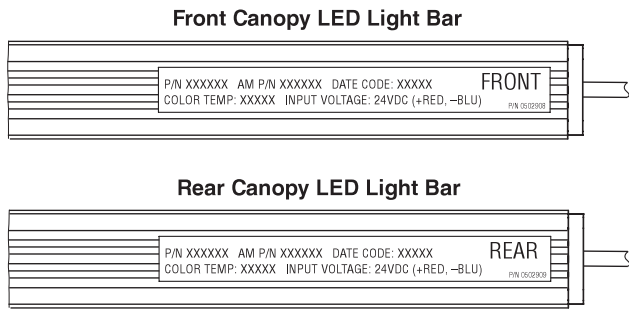 Front Canopy LED Light Bar
P/N XXXXXX AM P/N XXXXXX DATE CODE: XXXXX FRONT
COLOR TEMP: XXXXX INPUT VOLTAGE: 24VDC (+RED, –BLU) P/N 0502908
Rear Canopy LED Light Bar
P/N XXXXXX AM P/N XXXXXX DATE CODE: XXXXX REAR
COLOR TEMP: XXXXX INPUT VOLTAGE: 24VDC (+RED, –BLU) P/N 0502909